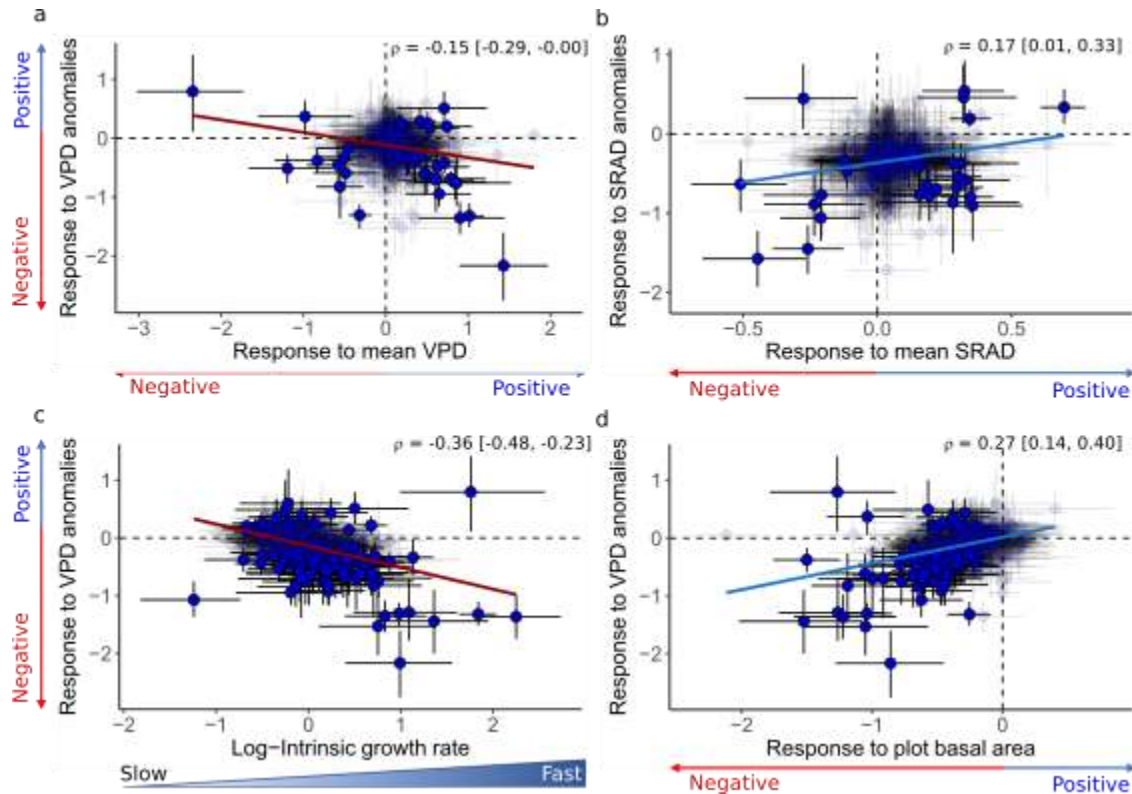 a
ρ = -0.15 [-0.29, -0.00]
Positive
Negative
Response to VPD anomalies
1
0
−1
−2
−3
−2
−1
0
1
2
Response to mean VPD
Negative
Positive
b
ρ = 0.17 [0.01, 0.33]
Response to SRAD anomalies
1
0
−1
−2
−0.5
0.0
0.5
Response to mean SRAD
Negative
Positive
c
ρ = -0.36 [-0.48, -0.23]
Positive
Negative
Response to VPD anomalies
1
0
−1
−2
−2
−1
0
1
2
Log−Intrinsic growth rate
Slow
Fast
d
ρ = 0.27 [0.14, 0.40]
Response to VPD anomalies
1
0
−1
−2
−2
−1
0
Response to plot basal area
Negative
Positive